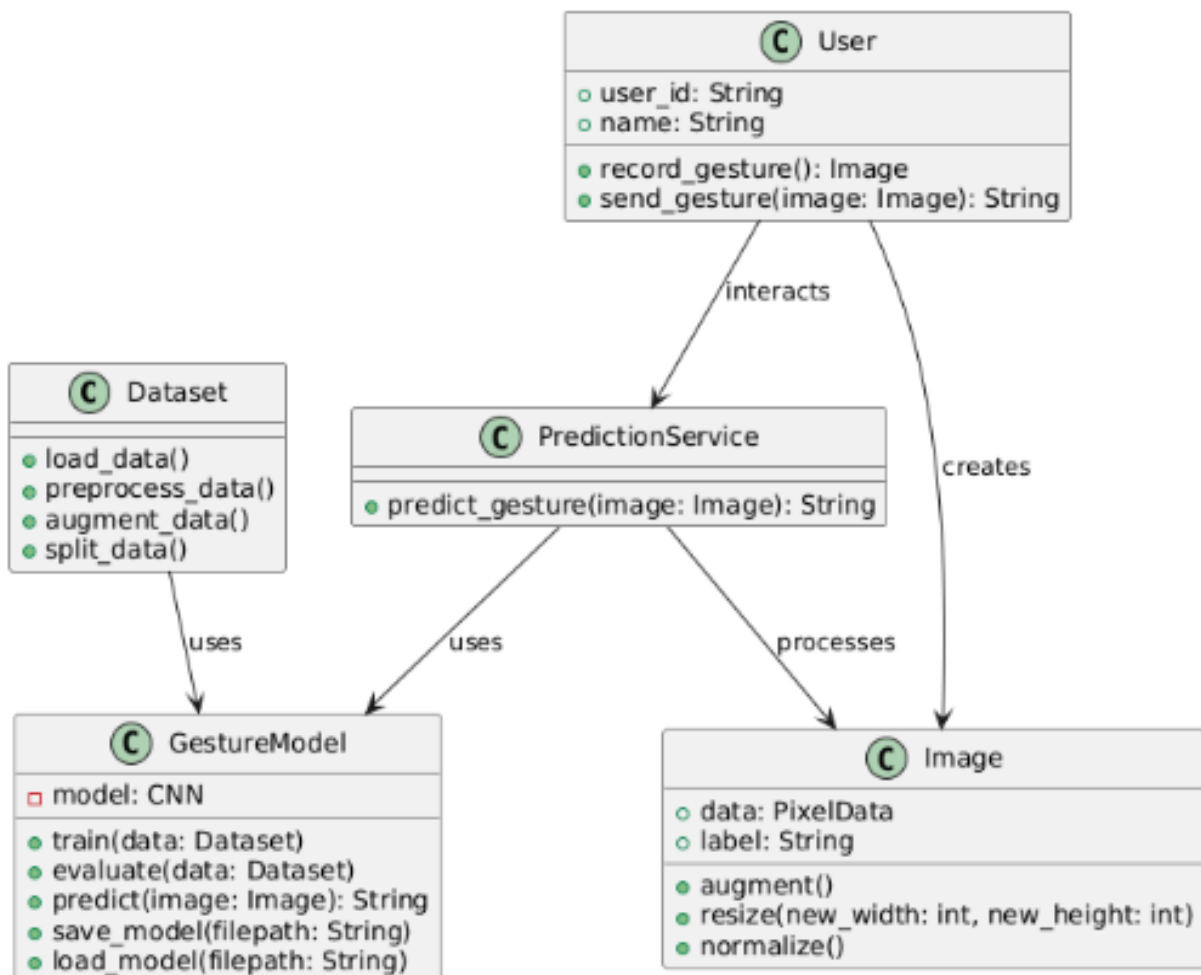 C User
user_id: String
name: String
record_gesture(): Image
send_gesture(image: Image): String
interacts
creates
C Dataset
load_data()
preprocess_data()
augment_data()
split_data()
C PredictionService
predict_gesture(image: Image): String
uses
uses
processes
C GestureModel
model: CNN
train(data: Dataset)
evaluate(data: Dataset)
predict(image: Image): String
save_model(filepath: String)
load_model(filepath: String)
C Image
data: PixelData
label: String
augment()
resize(new_width: int, new_height: int)
normalize()